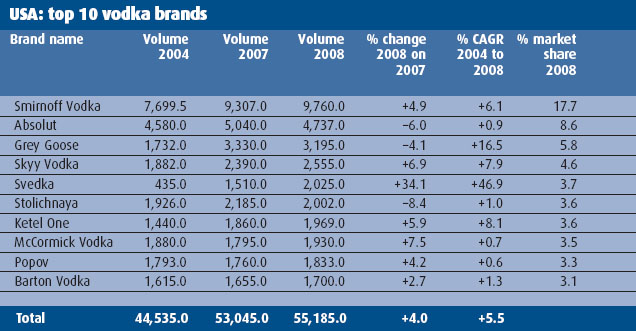 USA: top 10 vodka brands
Brand name Volume 2004 Volume 2007 Volume 2008 % change 2008 on 2007 % CAGR 2004 to 2008 % market share 2008
Smirnoff Vodka 7,699.5 9,307.0 9,760.0 +4.9 +6.1 17.7
Absolut 4,580.0 5,040.0 4,737.0 –6.0 +0.9 8.6
Grey Goose 1,732.0 3,330.0 3,195.0 –4.1 +16.5 5.8
Skyy Vodka 1,882.0 2,390.0 2,555.0 +6.9 +7.9 4.6
Svedka 435.0 1,510.0 2,025.0 +34.1 +46.9 3.7
Stolichnaya 1,926.0 2,185.0 2,002.0 –8.4 +1.0 3.6
Ketel One 1,440.0 1,860.0 1,969.0 +5.9 +8.1 3.6
McCormick Vodka 1,880.0 1,795.0 1,930.0 +7.5 +0.7 3.5
Popov 1,793.0 1,760.0 1,833.0 +4.2 +0.6 3.3
Barton Vodka 1,615.0 1,655.0 1,700.0 +2.7 +1.3 3.1
Total 44,535.0 53,045.0 55,185.0 +4.0 +5.5